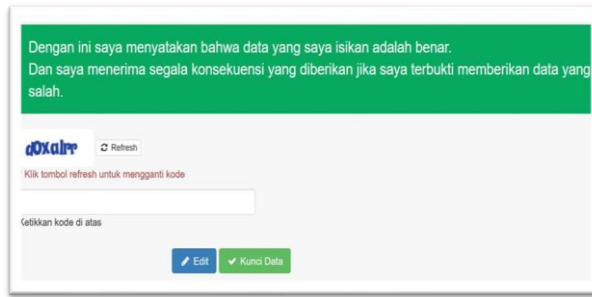 Dengan ini saya menyatakan bahwa data yang saya isikan adalah benar.
Dan saya menerima segala konsekuensi yang diberikan jika saya terbukti memberikan data yang
salah.
Refresh
Klik tombol refresh untuk mengganti kode
Ketikkan kode di atas
Edit
Kunci Data